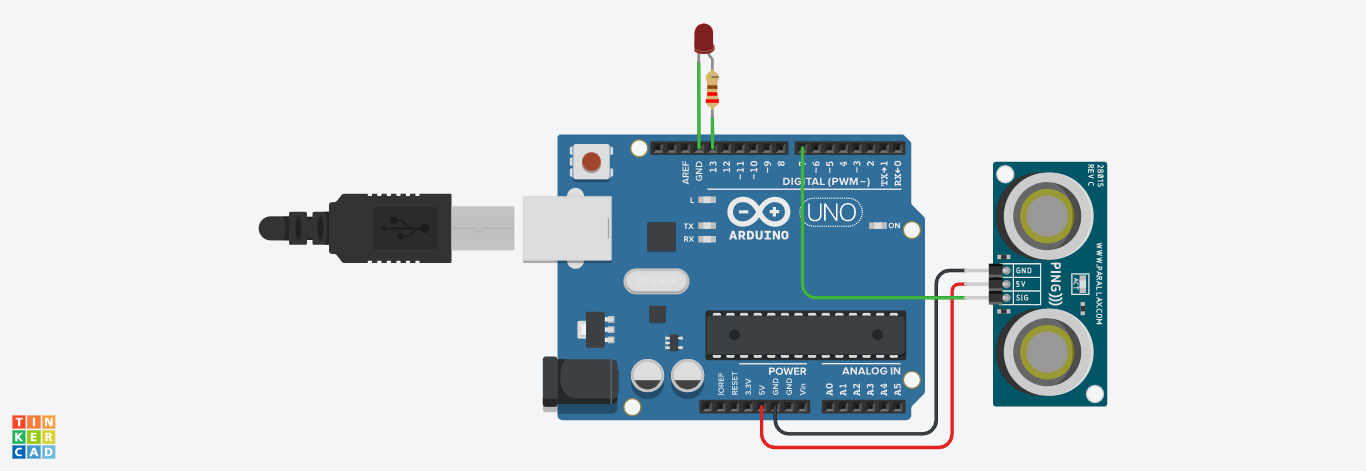 AREF
GND
13
12
~11
~10
~9
8
7
~6
~5
4
~3
2
TX→1
RX←0
DIGITAL (PWM~)
L
TX
RX
ARDUINO
UNO
ON
IOREF
RESET
3.3V
5V
GND
GND
Vin
POWER
ANALOG IN
A0
A1
A2
A3
A4
A5
28015
REV C
GND
5V
SIG
PING)))
ACT
WWW.PARALLAX.COM
TIN
KER
CAD